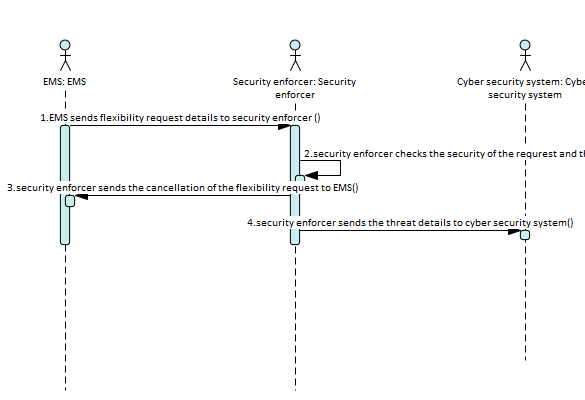 EMS: EMS
Security enforcer: Security
enforcer
Cyber security system: Cybe
security system
1.EMS sends flexibility request details to security enforcer ()
2.security enforcer checks the security of the requrest and th
3.security enforcer sends the cancellation of the flexibility request to EMS()
4.security enforcer sends the threat details to cyber security system()